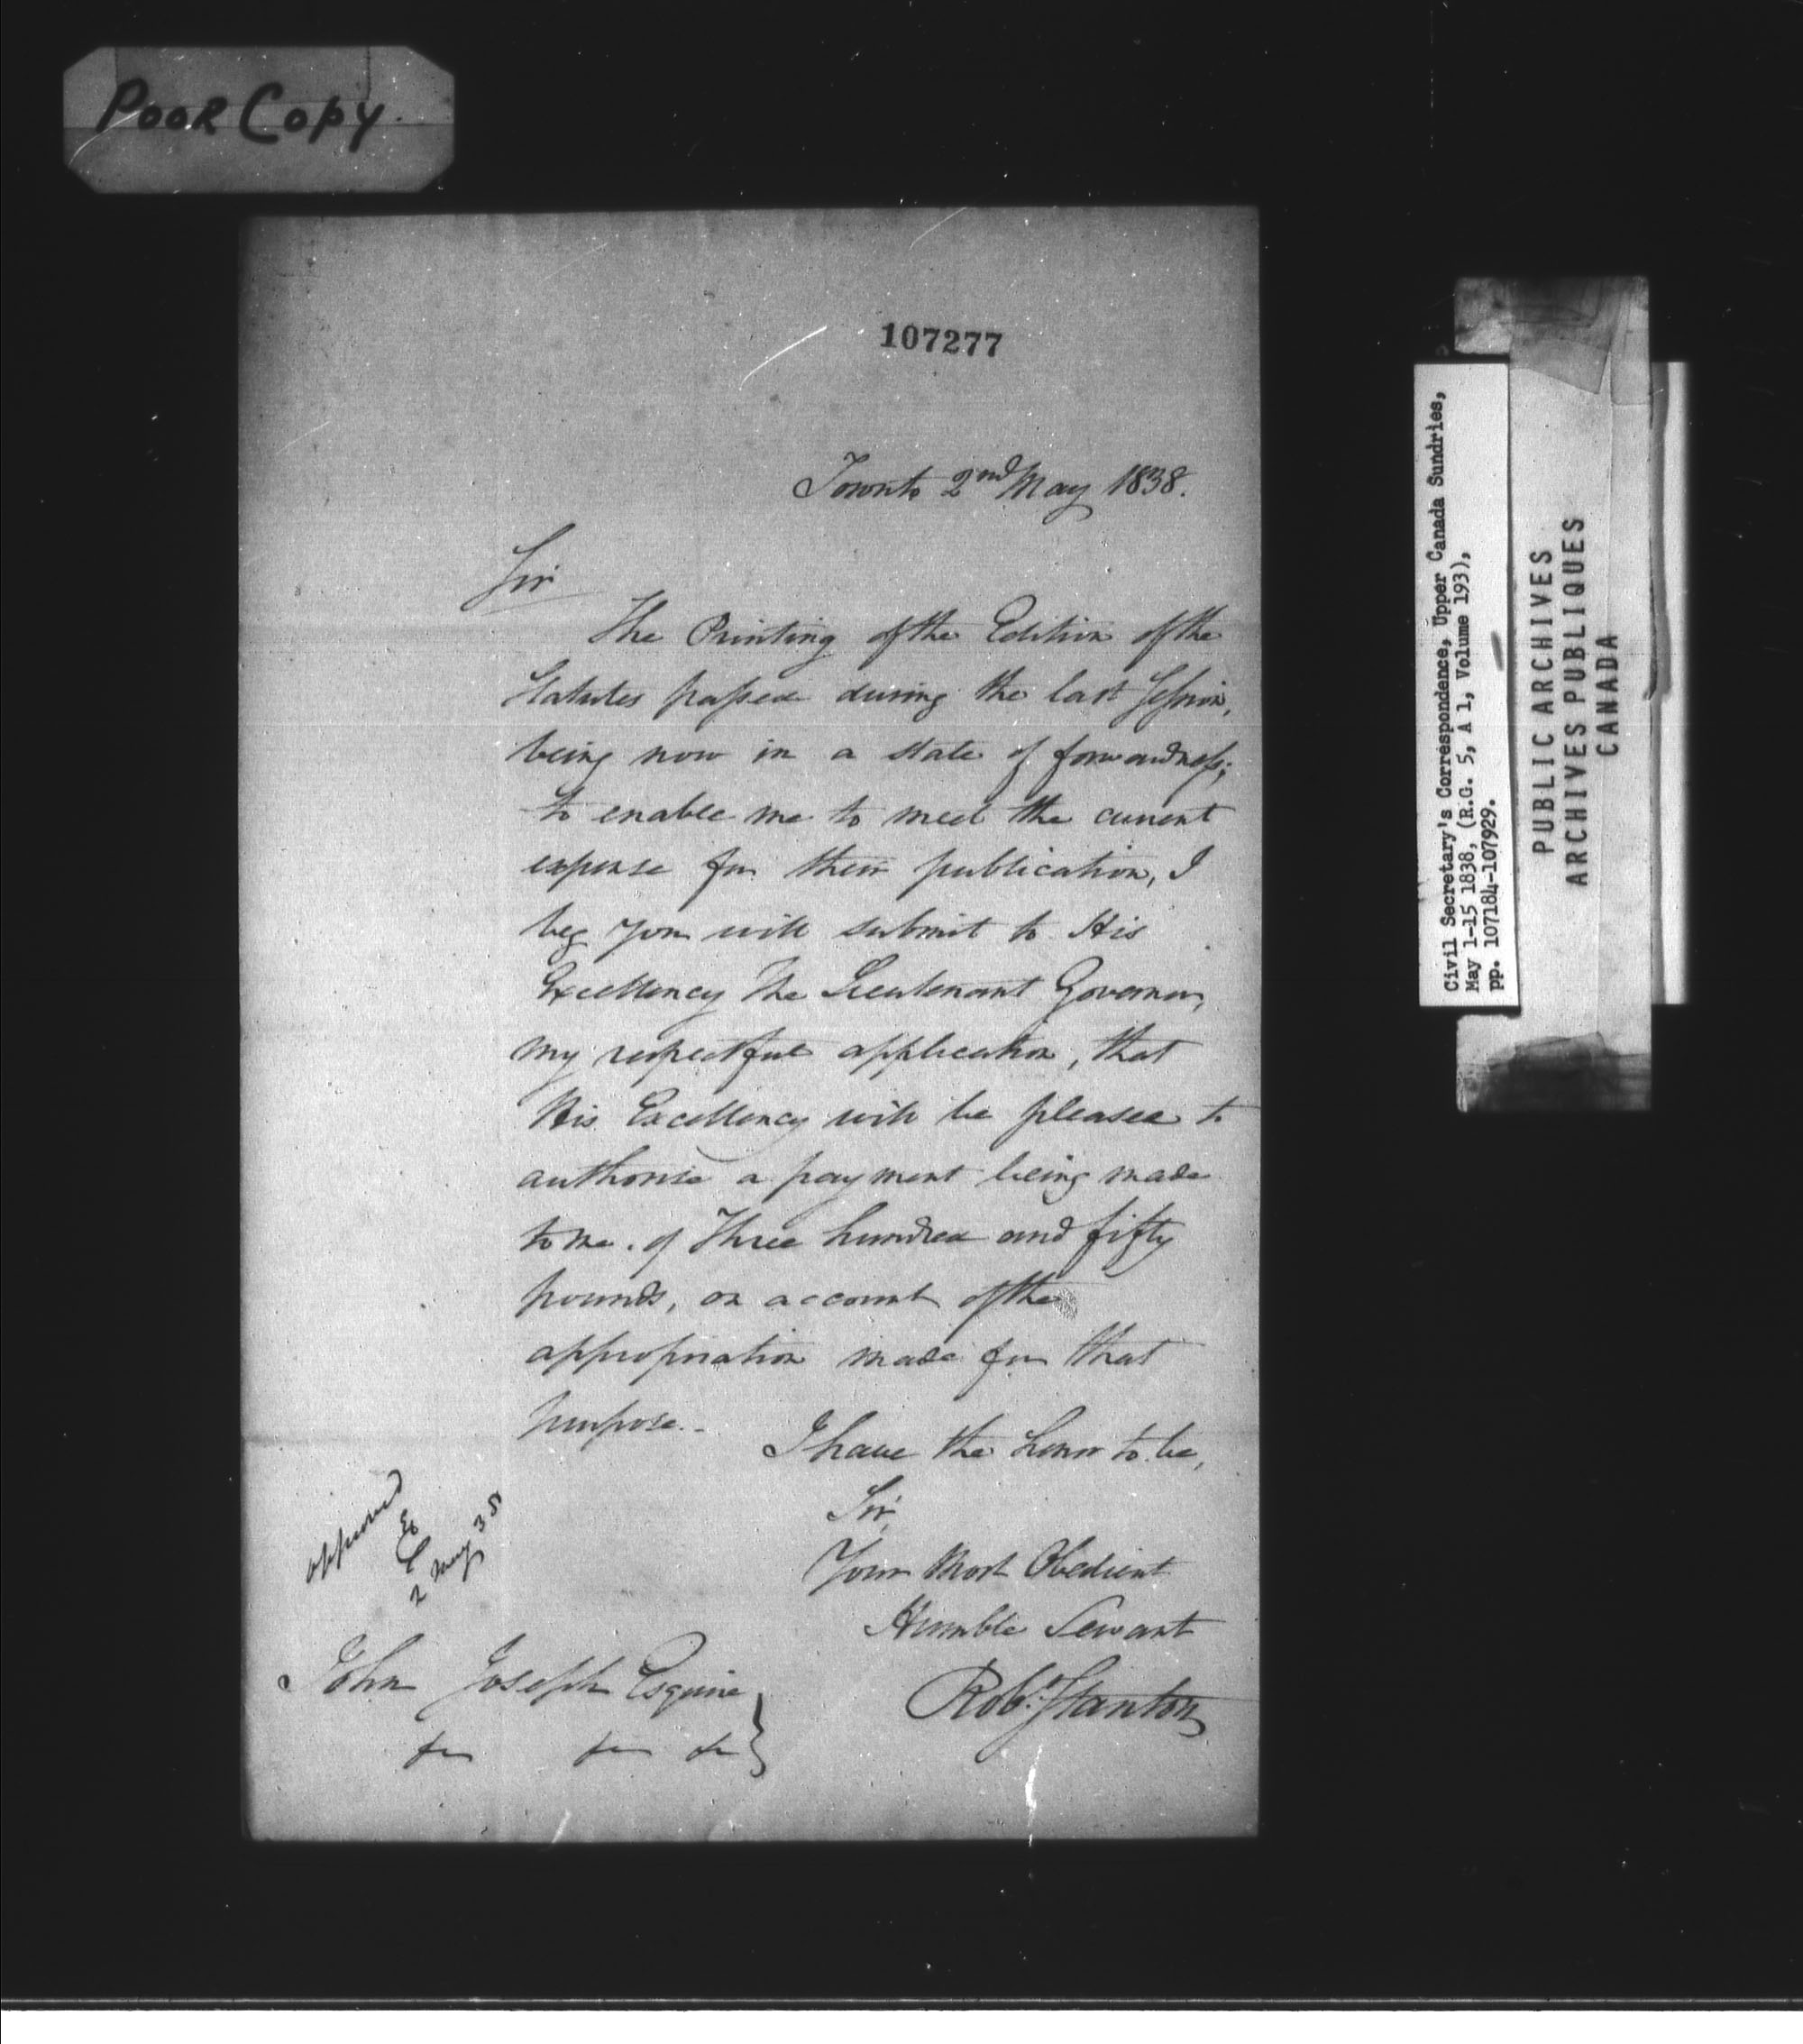 Poor Copy.
107277
Toronto 2nd May 1838.
Sir
The Printing of the Edition of the
Statutes passed during the last Session,
being now in a state of forwardness;
to enable me to meet the current
expense for their publication, I
beg you will submit to His
Excellency The Lieutenant Governor,
my respectful application, that
His Excellency will be pleased to
authorise a payment being made
to me. of Three hundred and fifty
pounds, on account of the
appropriation made for that
purpose.-
I have the honor to be,
Sir,
Your Most Obedient
Humble Servant
Robt. Stanton
approved
2 May 38
John Joseph Esquire
Civil Secretary's Correspondence, Upper Canada Sundries,
May 1-15 1838, (R.G. 5, A 1, Volume 193),
pp. 107184-107929.
PUBLIC ARCHIVES
ARCHIVES PUBLIQUES
CANADA